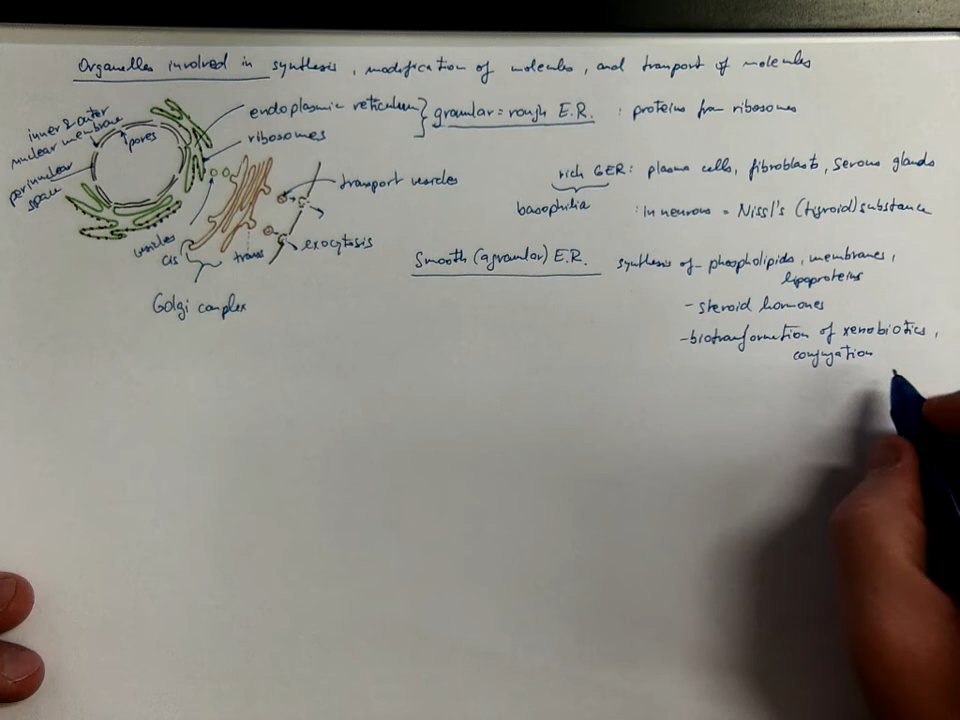 Organelles involved in synthesis, modification of molecules, and transport of molecules
endoplasmic reticulum } granular = rough E.R. : proteins from ribosomes
ribosomes
inner & outer
nuclear membrane
pores
perinuclear
space
rich GER: plasma cells, fibroblasts, serous glands
basophilia
: in neurons = Nissl's (tigroid) substance
transport vesicles
vesicles
cis
trans
exocytosis
Golgi complex
Smooth (agranular) E.R. synthesis of - phospholipids, membranes,
lipoproteins
- steroid hormones
- biotransformation of xenobiotics,
conjugation